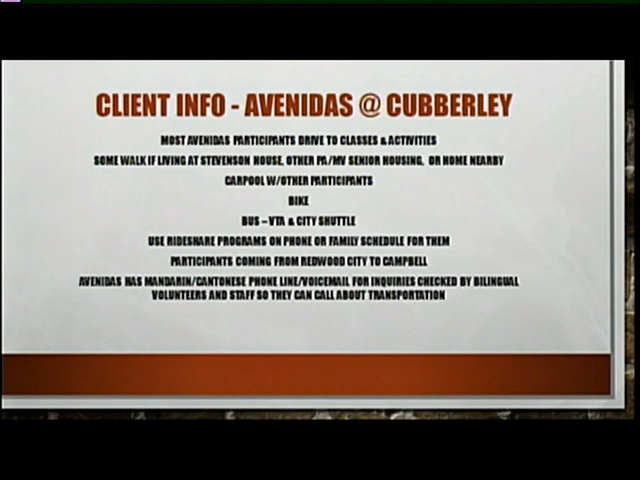 CLIENT INFO - AVENIDAS @ CUBBERLEY
MOST AVENIDAS PARTICIPANTS DRIVE TO CLASSES & ACTIVITIES
SOME WALK IF LIVING AT STEVENSON HOUSE, OTHER PA/MV SENIOR HOUSING, OR HOME NEARBY
CARPOOL W/OTHER PARTICIPANTS
BIKE
BUS – VTA & CITY SHUTTLE
USE RIDESHARE PROGRAMS ON PHONE OR FAMILY SCHEDULE FOR THEM
PARTICIPANTS COMING FROM REDWOOD CITY TO CAMPBELL
AVENIDAS HAS MANDARIN/CANTONESE PHONE LINE/VOICEMAIL FOR INQUIRIES CHECKED BY BILINGUAL
VOLUNTEERS AND STAFF SO THEY CAN CALL ABOUT TRANSPORTATION